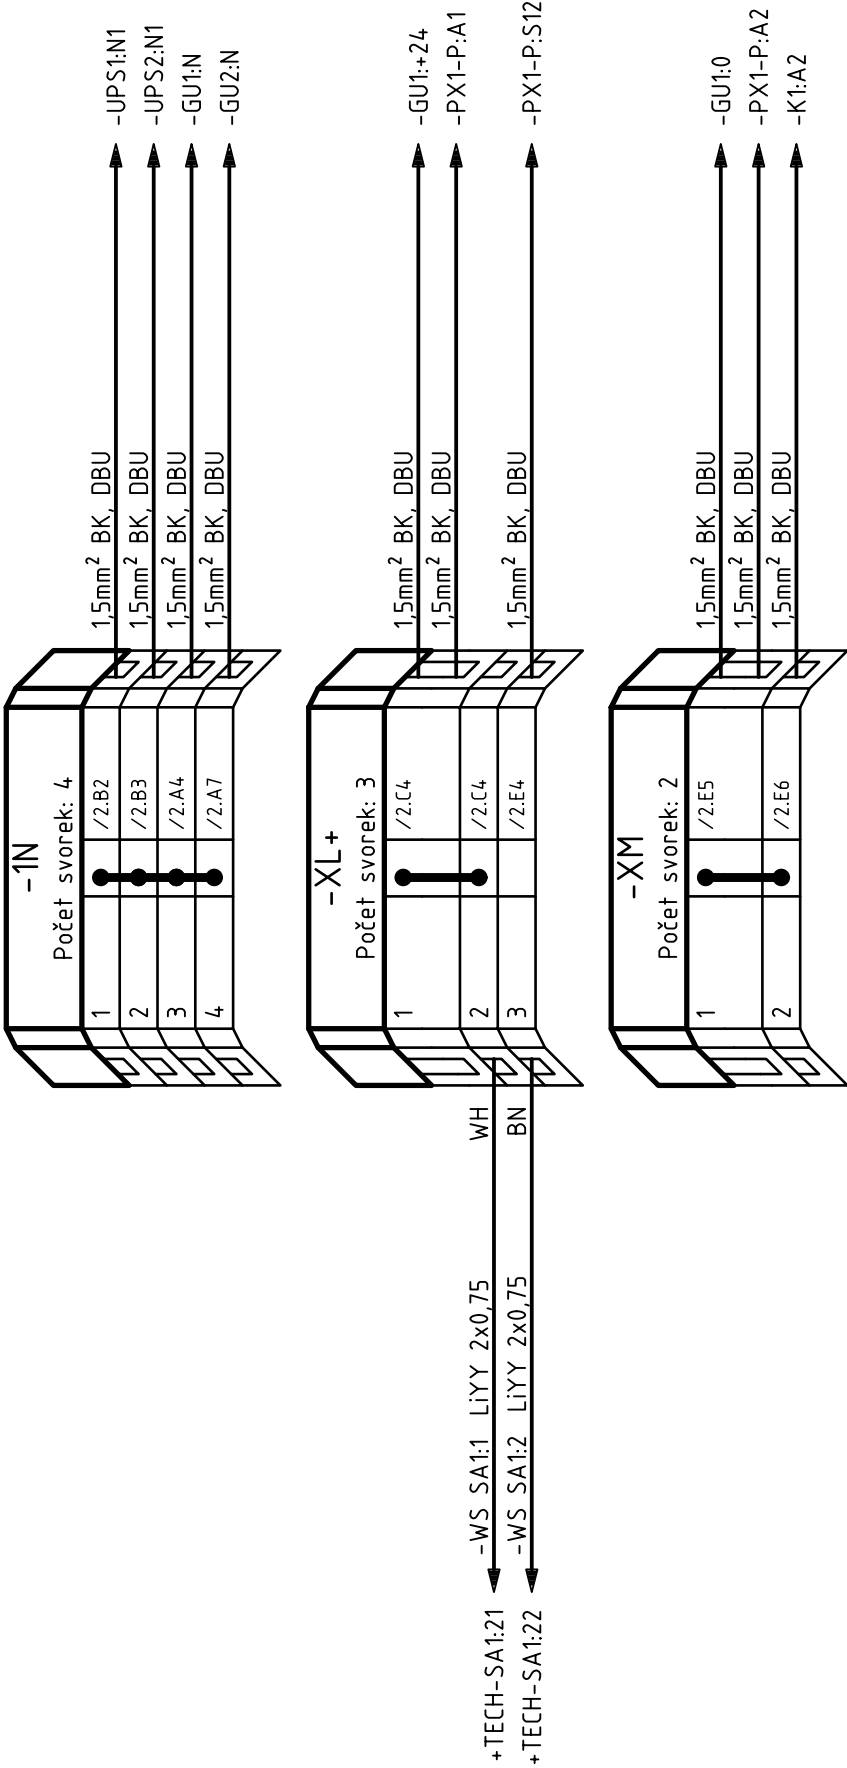 -1N
Počet svorek: 4
1 /2.B2 1,5mm² BK, DBU -UPS1:N1
2 /2.B3 1,5mm² BK, DBU -UPS2:N1
3 /2.A4 1,5mm² BK, DBU -GU1:N
4 /2.A7 1,5mm² BK, DBU -GU2:N
-XL+
Počet svorek: 3
1 /2.C4 1,5mm² BK, DBU -GU1:+24
1,5mm² BK, DBU -PX1-P:A1
+TECH-SA1:21 -WS SA1:1 LiYY 2x0,75 WH 2 /2.C4
+TECH-SA1:22 -WS SA1:2 LiYY 2x0,75 BN 3 /2.E4 1,5mm² BK, DBU -PX1-P:S12
-XM
Počet svorek: 2
1 /2.E5 1,5mm² BK, DBU -GU1:0
1,5mm² BK, DBU -PX1-P:A2
2 /2.E6 1,5mm² BK, DBU -K1:A2